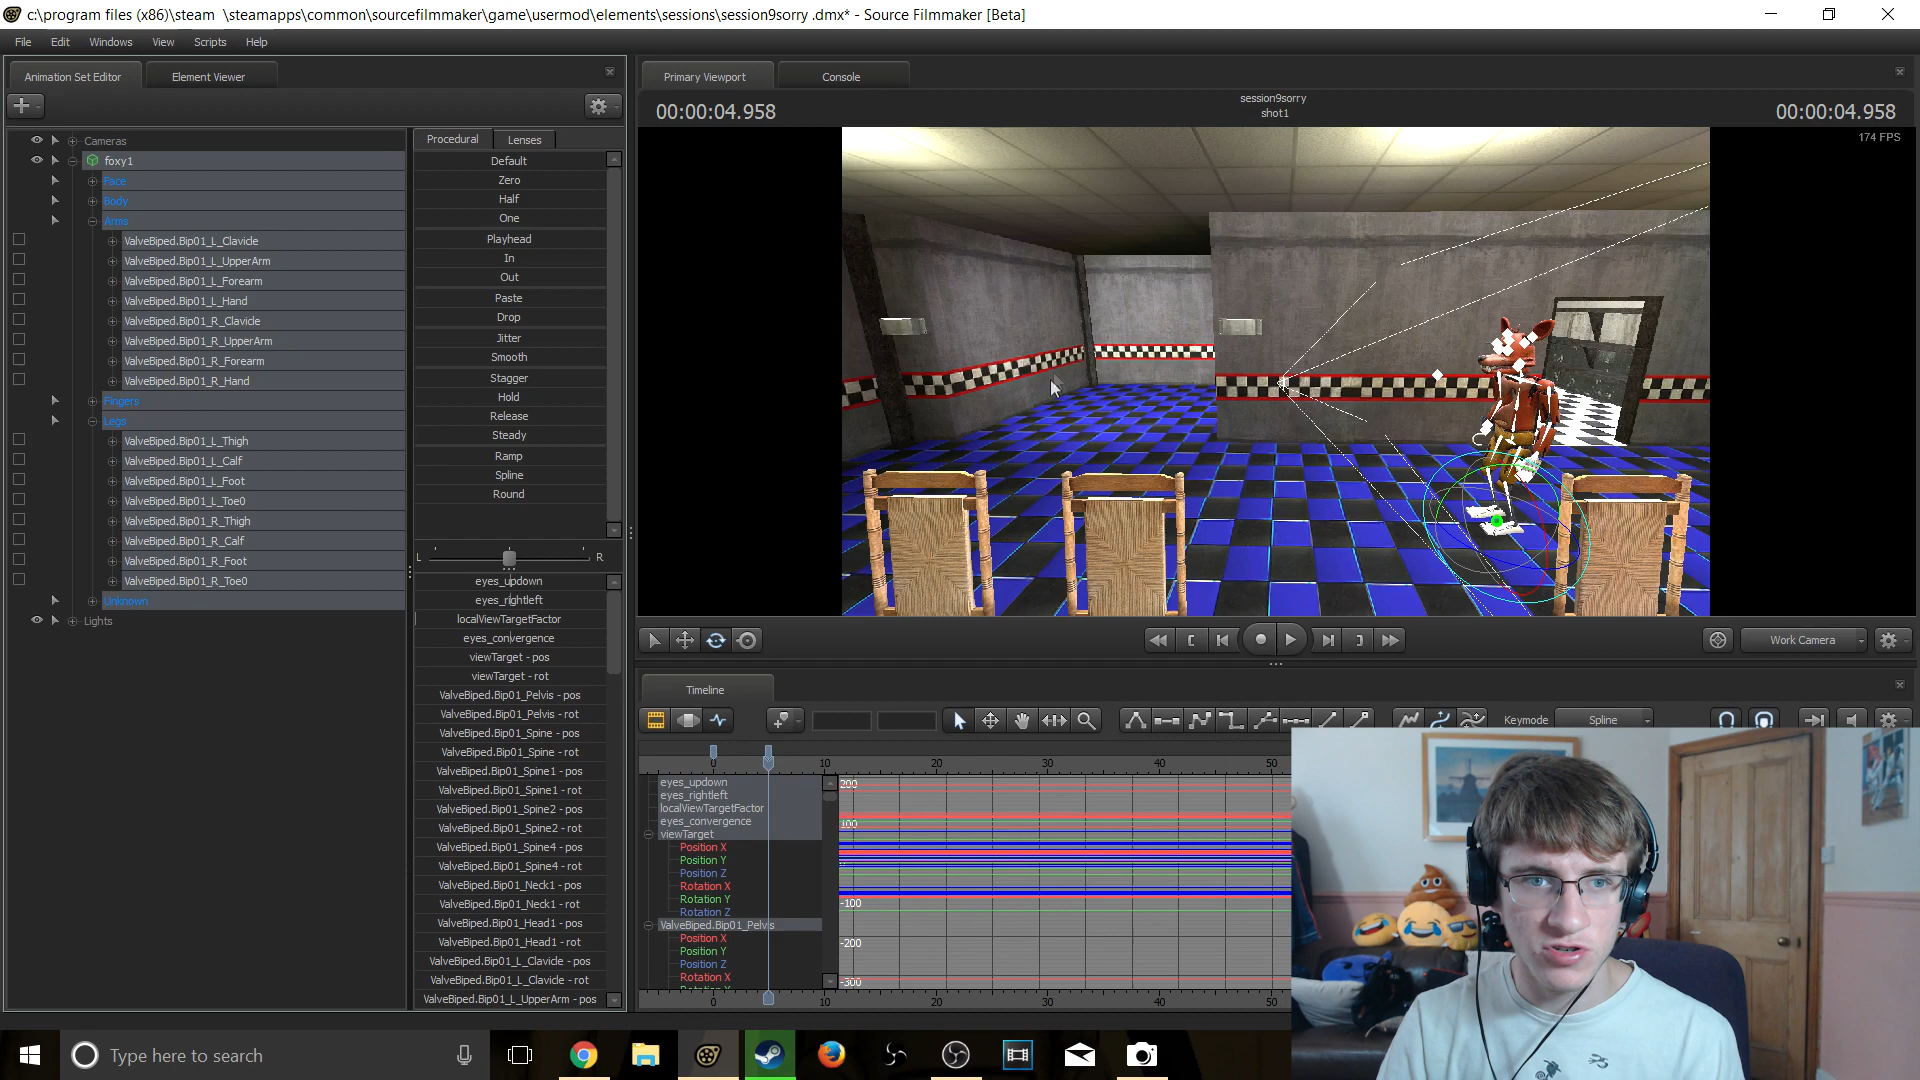 c:\program files (x86)\steam \steamapps\common\sourcefilmmaker\game\usermod\elements\sessions\session9sorry .dmx* - Source Filmmaker [Beta]
File Edit Windows View Scripts Help
Animation Set Editor Element Viewer
Cameras
foxy1
Face
Body
Arms
ValveBiped.Bip01_L_Clavicle
ValveBiped.Bip01_L_UpperArm
ValveBiped.Bip01_L_Forearm
ValveBiped.Bip01_L_Hand
ValveBiped.Bip01_R_Clavicle
ValveBiped.Bip01_R_UpperArm
ValveBiped.Bip01_R_Forearm
ValveBiped.Bip01_R_Hand
Fingers
Legs
ValveBiped.Bip01_L_Thigh
ValveBiped.Bip01_L_Calf
ValveBiped.Bip01_L_Foot
ValveBiped.Bip01_L_Toe0
ValveBiped.Bip01_R_Thigh
ValveBiped.Bip01_R_Calf
ValveBiped.Bip01_R_Foot
ValveBiped.Bip01_R_Toe0
Unknown
Lights
Procedural Lenses
Default
Zero
Half
One
Playhead
In
Out
Paste
Drop
Jitter
Smooth
Stagger
Hold
Release
Steady
Ramp
Spline
Round
L R
eyes_updown
eyes_rightleft
localViewTargetFactor
eyes_convergence
viewTarget - pos
viewTarget - rot
ValveBiped.Bip01_Pelvis - pos
ValveBiped.Bip01_Pelvis - rot
ValveBiped.Bip01_Spine - pos
ValveBiped.Bip01_Spine - rot
ValveBiped.Bip01_Spine1 - pos
ValveBiped.Bip01_Spine1 - rot
ValveBiped.Bip01_Spine2 - pos
ValveBiped.Bip01_Spine2 - rot
ValveBiped.Bip01_Spine4 - pos
ValveBiped.Bip01_Spine4 - rot
ValveBiped.Bip01_Neck1 - pos
ValveBiped.Bip01_Neck1 - rot
ValveBiped.Bip01_Head1 - pos
ValveBiped.Bip01_Head1 - rot
ValveBiped.Bip01_L_Clavicle - pos
ValveBiped.Bip01_L_Clavicle - rot
ValveBiped.Bip01_L_UpperArm - pos
Primary Viewport Console
00:00:04.958 session9sorry 00:00:04.958
shot1
174 FPS
Work Camera
Timeline
Keymode Spline
0 10 20 30 40 50
eyes_updown
eyes_rightleft
localViewTargetFactor
eyes_convergence
viewTarget
Position X
Position Y
Position Z
Rotation X
Rotation Y
Rotation Z
ValveBiped.Bip01_Pelvis
Position X
Position Y
Position Z
Rotation X
200
100
-100
-200
-300
0 10 20 30 40 50
Type here to search